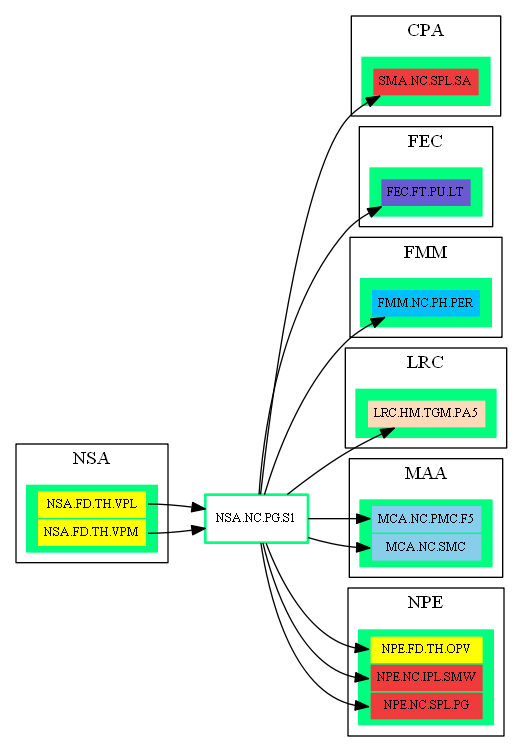 CPA
SMA.NC.SPL.SA
FEC
FEC.FT.PU.LT
FMM
FMM.NC.PH.PER
LRC
LRC.HM.TGM.PA5
NSA
NSA.FD.TH.VPL
NSA.FD.TH.VPM
NSA.NC.PG.S1
MAA
MCA.NC.PMC.F5
MCA.NC.SMC
NPE
NPE.FD.TH.OPV
NPE.NC.IPL.SMW
NPE.NC.SPL.PG